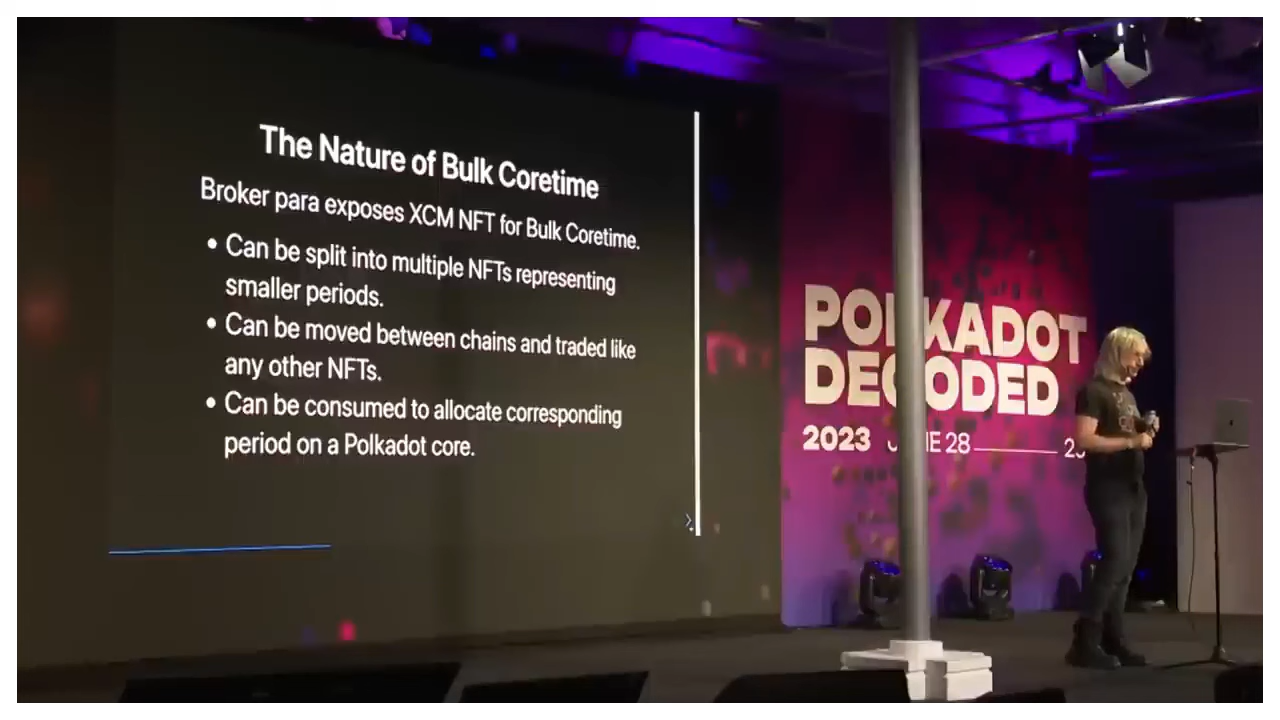 The Nature of Bulk Coretime
Broker para exposes XCM NFT for Bulk Coretime.
• Can be split into multiple NFTs representing
smaller periods.
• Can be moved between chains and traded like
any other NFTs.
• Can be consumed to allocate corresponding
period on a Polkadot core.
POLKADOT
DECODED
2023 JUNE 28